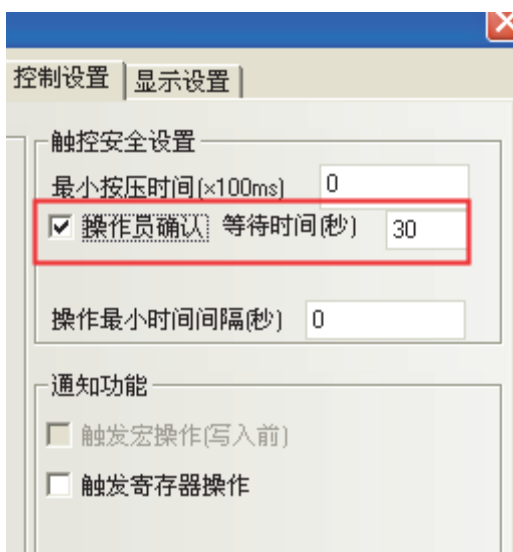 控制设置 显示设置
触控安全设置
最小按压时间(×100ms) 0
操作员确认 等待时间(秒) 30
操作最小时间间隔(秒) 0
通知功能
触发宏操作(写入前)
触发寄存器操作